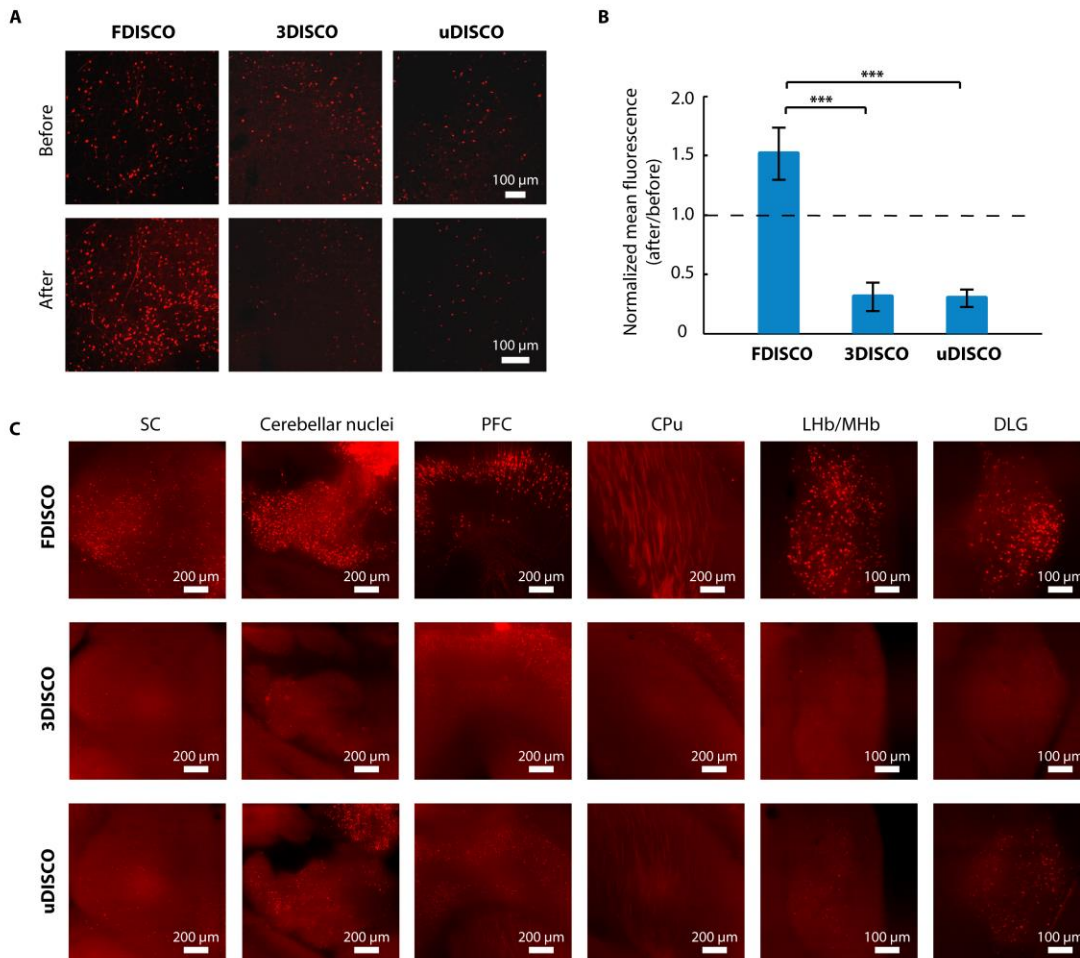 A
FDISCO 3DISCO uDISCO
Before
100 µm
After
100 µm
B
Normalized mean fluorescence
(after/before)
2.0
1.5
1.0
0.5
0
***
***
FDISCO 3DISCO uDISCO
C
SC Cerebellar nuclei PFC CPu LHb/MHb DLG
FDISCO
200 µm 200 µm 200 µm 200 µm 100 µm 100 µm
3DISCO
200 µm 200 µm 200 µm 200 µm 100 µm 100 µm
uDISCO
200 µm 200 µm 200 µm 200 µm 100 µm 100 µm